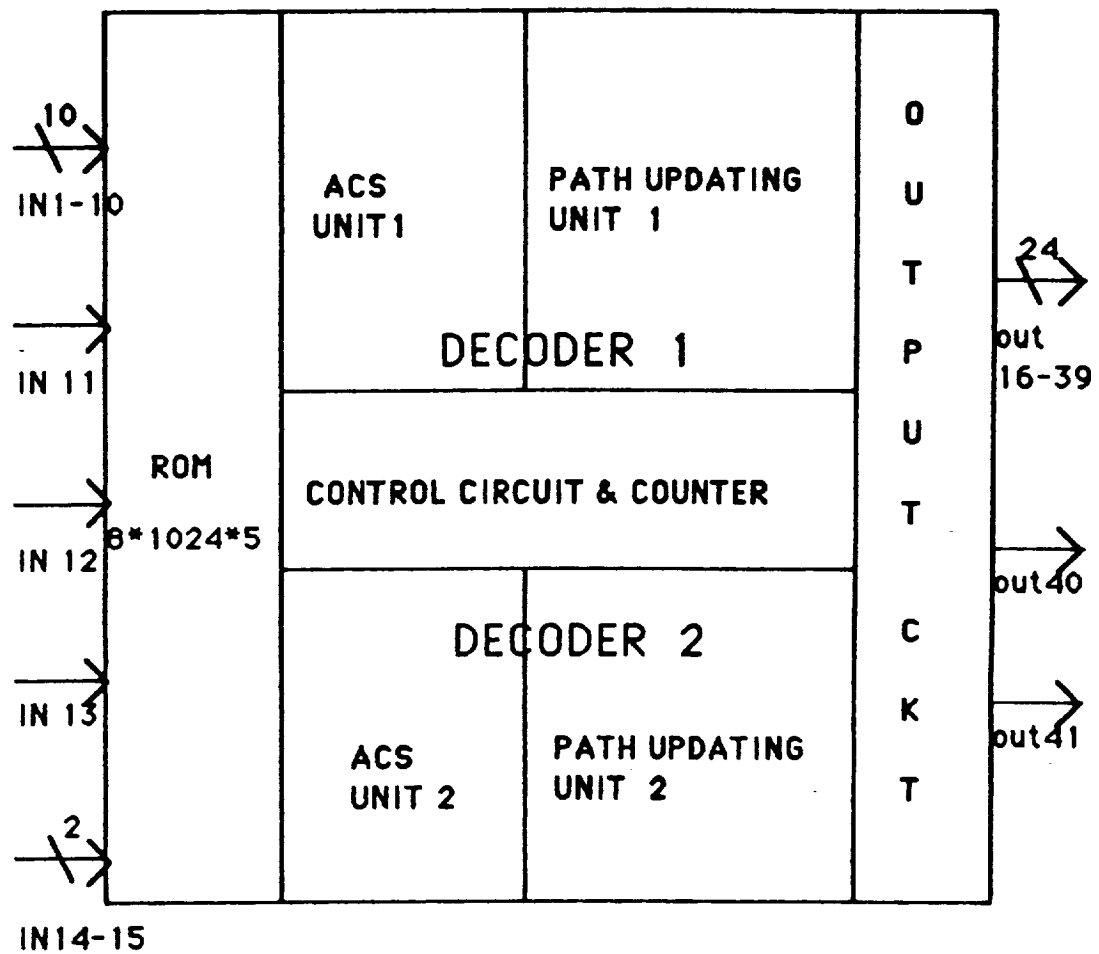 10
IN1-10
IN 11
IN 12
IN 13
2
IN14-15
ROM
8*1024*5
ACS
UNIT1
PATH UPDATING
UNIT 1
DECODER 1
CONTROL CIRCUIT & COUNTER
DECODER 2
ACS
UNIT 2
PATH UPDATING
UNIT 2
O
U
T
P
U
T
C
K
T
24
out
16-39
out40
out41